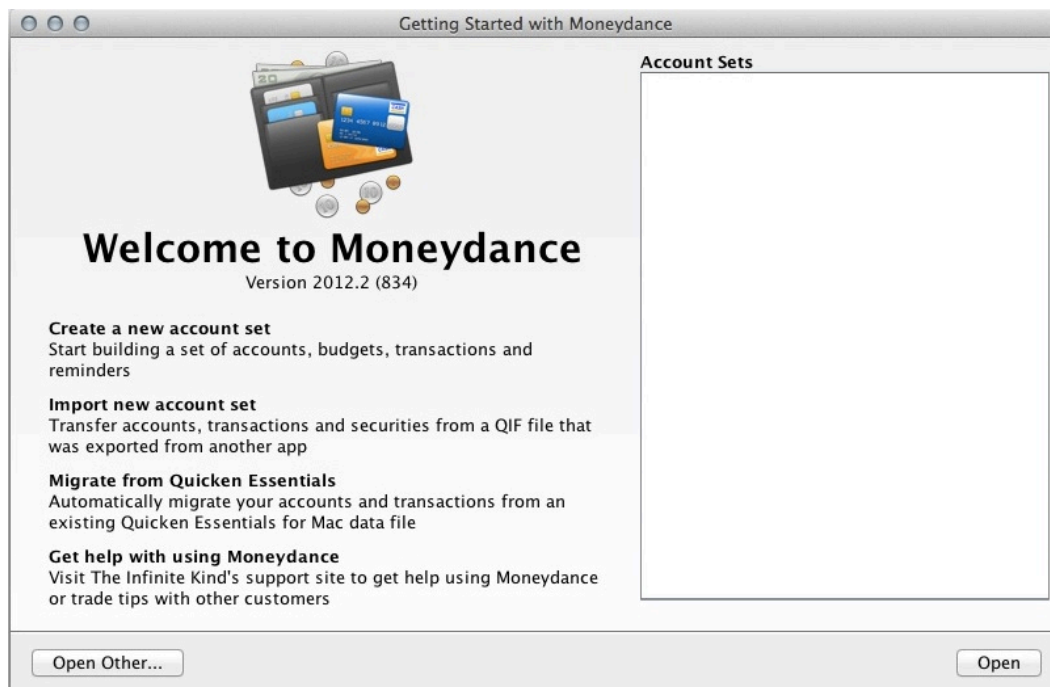 Getting Started with Moneydance
Welcome to Moneydance
Version 2012.2 (834)
Create a new account set
Start building a set of accounts, budgets, transactions and
reminders
Import new account set
Transfer accounts, transactions and securities from a QIF file that
was exported from another app
Migrate from Quicken Essentials
Automatically migrate your accounts and transactions from an
existing Quicken Essentials for Mac data file
Get help with using Moneydance
Visit The Infinite Kind's support site to get help using Moneydance
or trade tips with other customers
Account Sets
Open Other...
Open